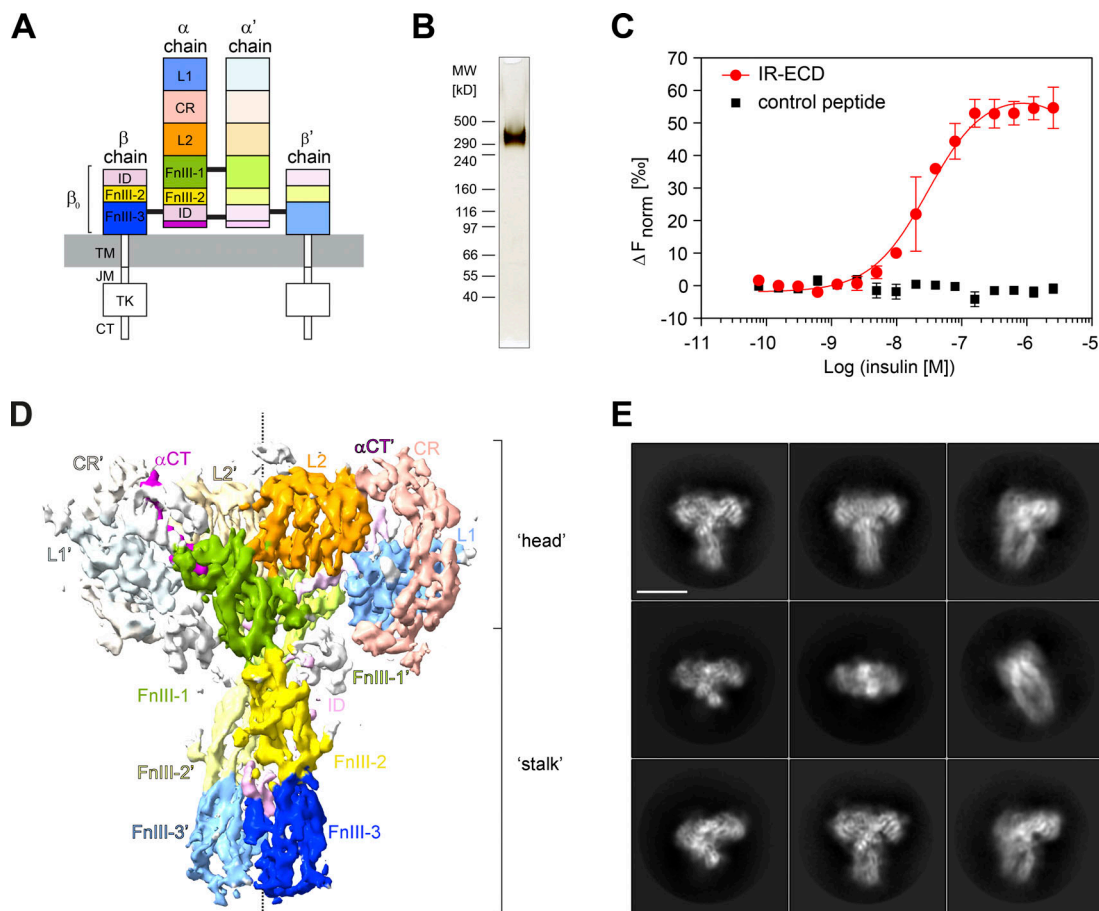 A
α
chain
α’
chain
L1
CR
L2
β
chain
β’
chain
FnIII-1
ID
FnIII-2
FnIII-2
FnIII-3
ID
β₀
TM
JM
TK
CT
B
MW
[kD]
500
290
240
160
116
97
66
55
40
C
70
60
50
40
30
20
10
0
-10
Δ F norm [‰]
IR-ECD
control peptide
-11
-10
-9
-8
-7
-6
-5
Log (insulin [M])
D
CR’
αCT
L2’
L2
αCT’
CR
L1’
L1
‘head’
FnIII-1
FnIII-1’
ID
FnIII-2’
FnIII-2
‘stalk’
FnIII-3’
FnIII-3
E